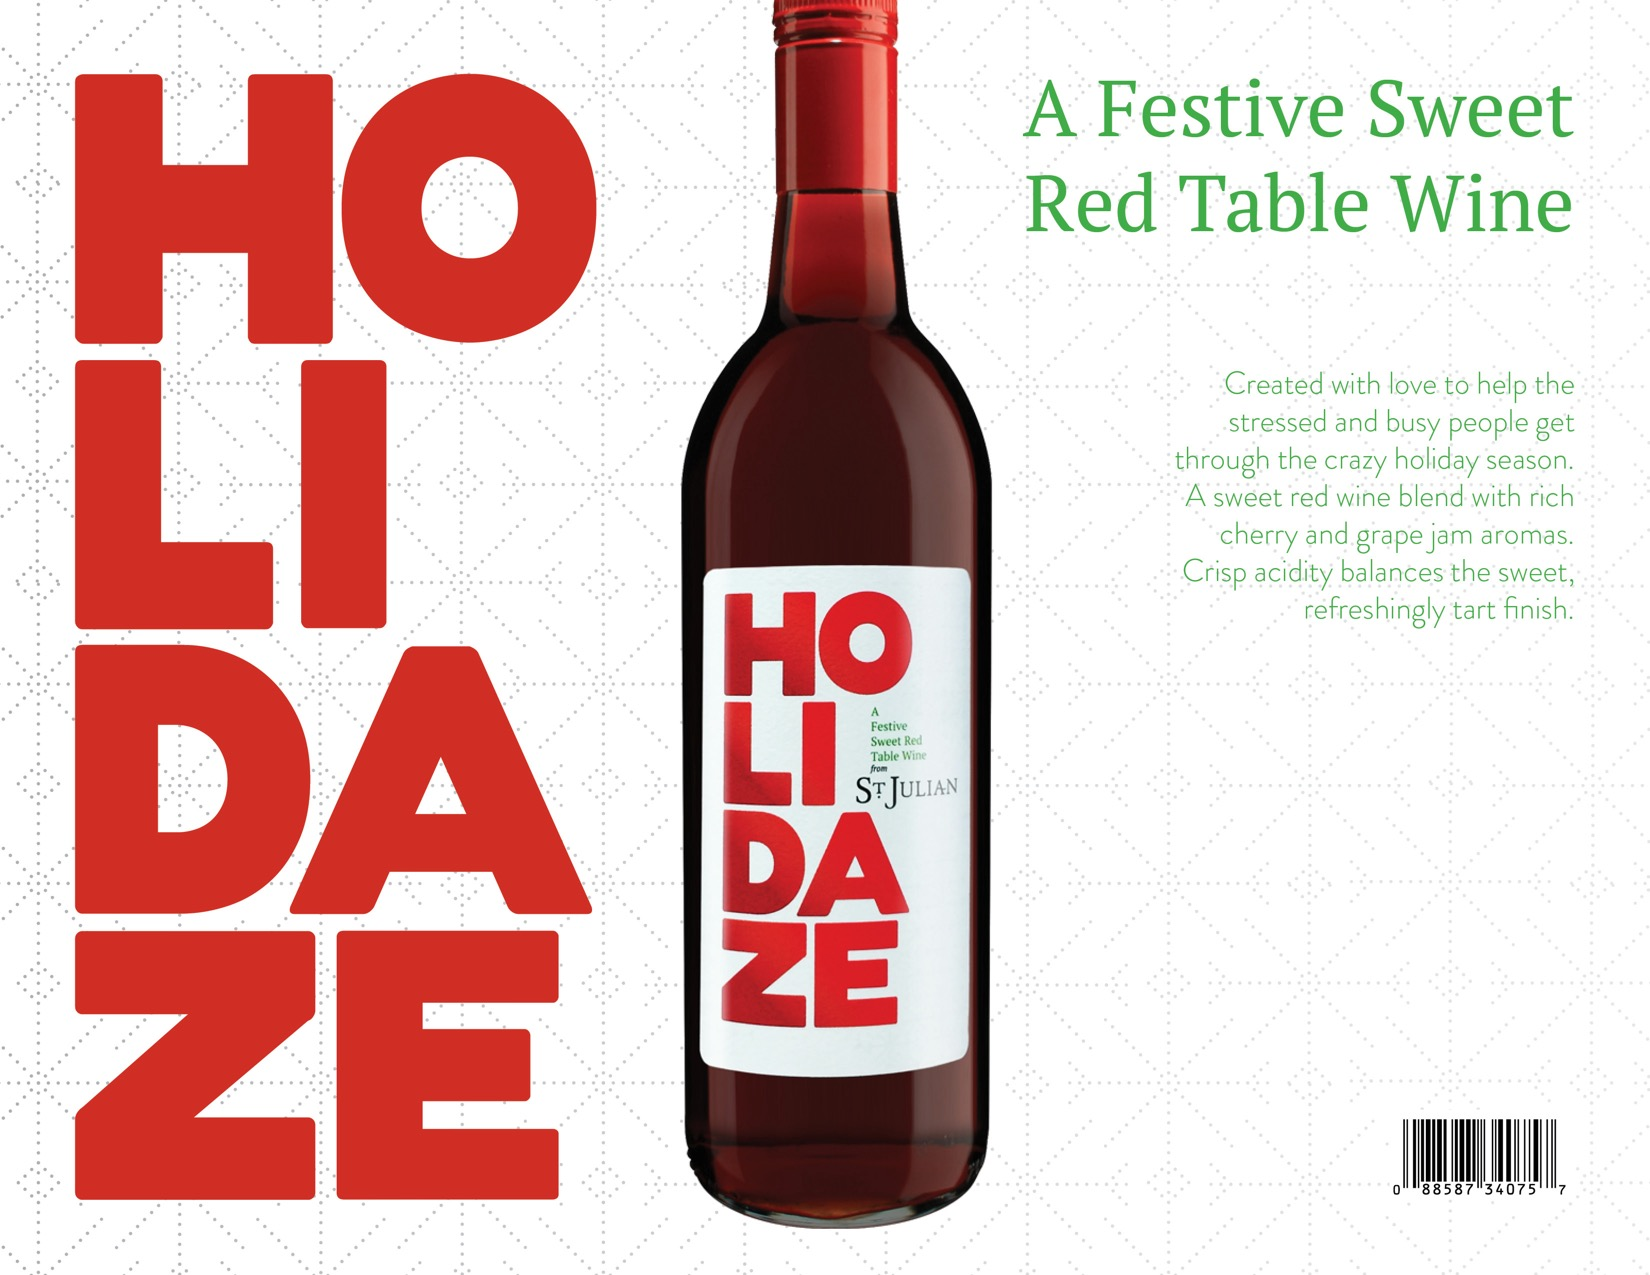 HO
LI
DA
ZE
HO
LI
A
Festive
Sweet Red
Table Wine
from
ST. JULIAN
DA
ZE
A Festive Sweet
Red Table Wine
Created with love to help the
stressed and busy people get
through the crazy holiday season.
A sweet red wine blend with rich
cherry and grape jam aromas.
Crisp acidity balances the sweet,
refreshingly tart finish.
0 88587 34075 7